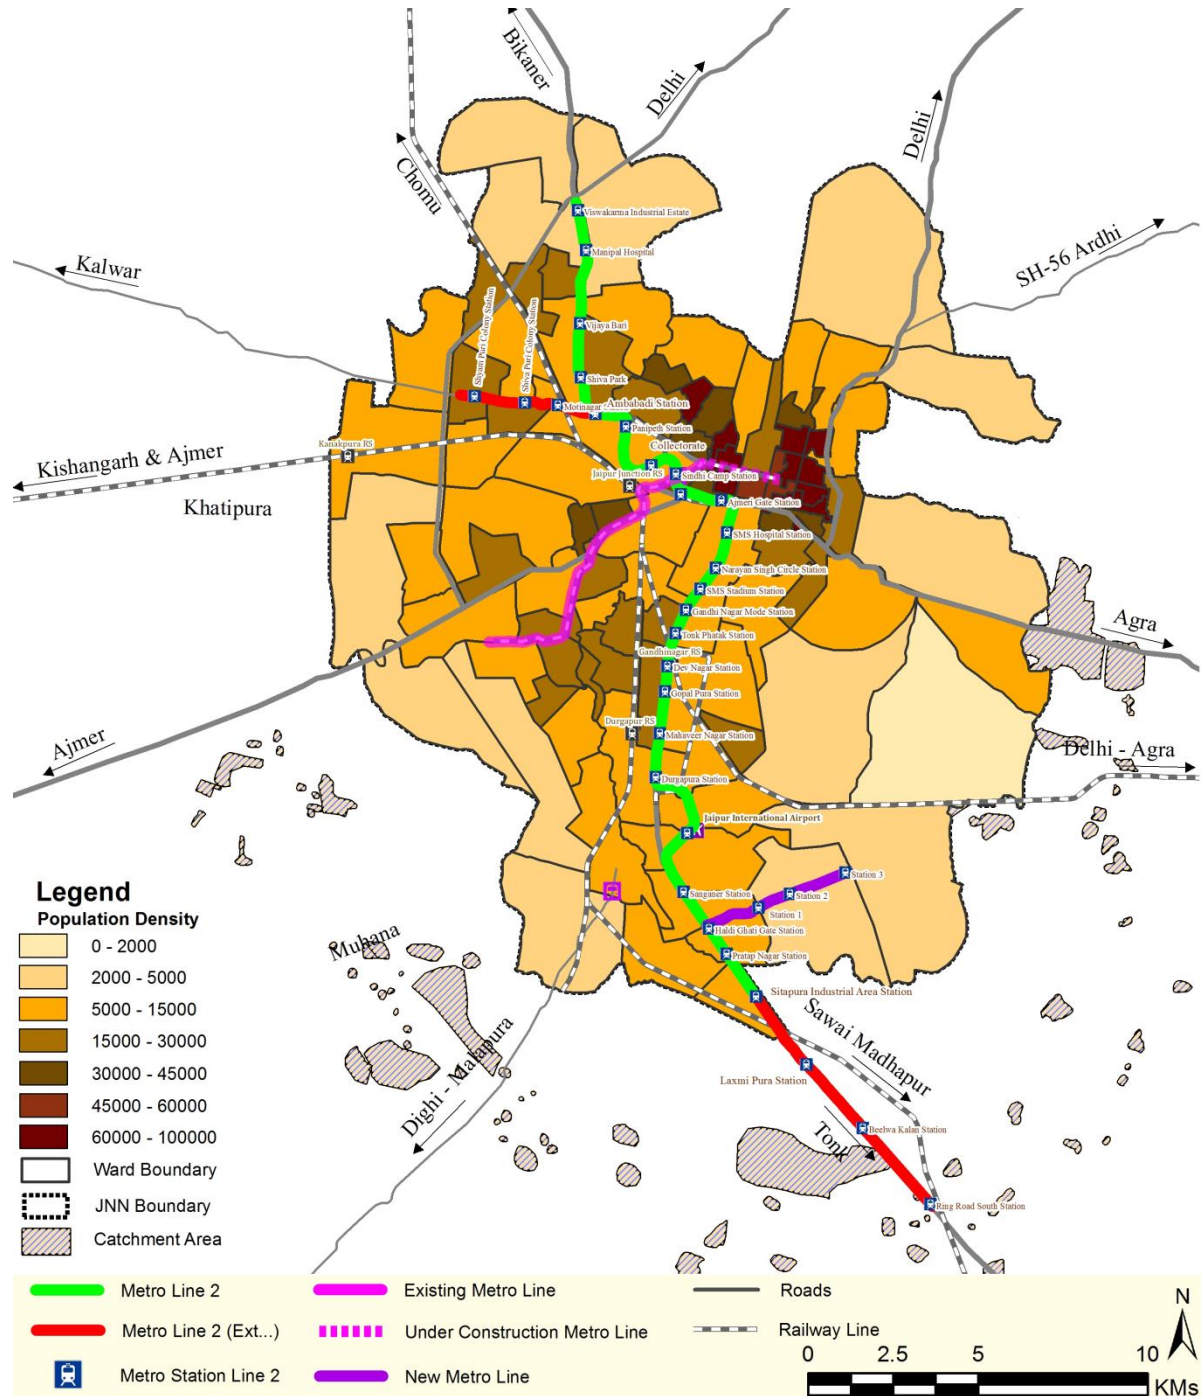 Bikaner
Delhi
Delhi
Chomu
Kalwar
SH-56 Ardhi
Viswakarma Industrial Estate
Manipal Hospital
Vijaya Bari
Shiva Park
Shyam Puri Colony Station
Shiva Puri Colony Station
Motinagar
Ambabadi Station
Panipeth Station
Collectorate
Kanakpura RS
Kishangarh & Ajmer
Khatipura
Jaipur Junction RS
Sindhi Camp Station
Ajmeri Gate Station
SMS Hospital Station
Narayan Singh Circle Station
SMS Stadium Station
Gandhi Nagar Mode Station
Tonk Phatak Station
Gandhinagar RS
Dev Nagar Station
Gopal Pura Station
Agra
Durgapur RS
Mahaveer Nagar Station
Ajmer
Delhi - Agra
Durgapura Station
Jaipur International Airport
Sanganer Station
Station 3
Station 2
Station 1
Haldi Ghati Gate Station
Pratap Nagar Station
Sitapura Industrial Area Station
Muhana
Sawai Madhapur
Dighi - Malapura
Laxmi Pura Station
Beelwa Kalan Station
Tonk
Ring Road South Station
Legend
Population Density
0 - 2000
2000 - 5000
5000 - 15000
15000 - 30000
30000 - 45000
45000 - 60000
60000 - 100000
Ward Boundary
JNN Boundary
Catchment Area
Metro Line 2
Existing Metro Line
Roads
Metro Line 2 (Ext...)
Under Construction Metro Line
Railway Line
Metro Station Line 2
New Metro Line
N
0 2.5 5 10
KMs